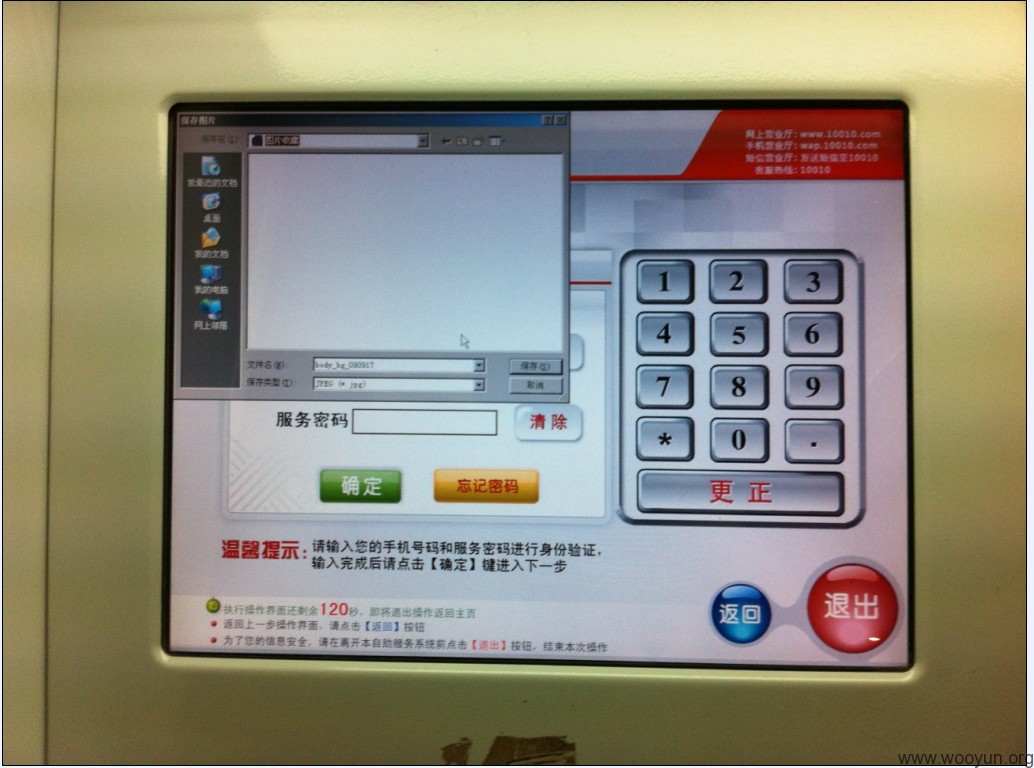 保存图片
保存在(I):
图片收藏
我最近的文档
桌面
我的文档
我的电脑
网上邻居
文件名(N):
body_bg_090917
保存(S)
保存类型(T):
JPEG (*.jpg)
取消
网上营业厅: www.10010.com
手机营业厅: wap.10010.com
短信营业厅: 发送短信至10010
客服热线: 10010
1 2 3
4 5 6
7 8 9
* 0 .
更正
服务密码
清除
确定
忘记密码
温馨提示:
请输入您的手机号码和服务密码进行身份验证,
输入完成后请点击【确定】键进入下一步
返回
退出
执行操作界面还剩余120秒, 即将退出操作返回主页
返回上一步操作界面, 请点击【返回】按钮
为了您的信息安全, 请在离开本自助服务系统前点击【退出】按钮, 结束本次操作
www.wooyun.org